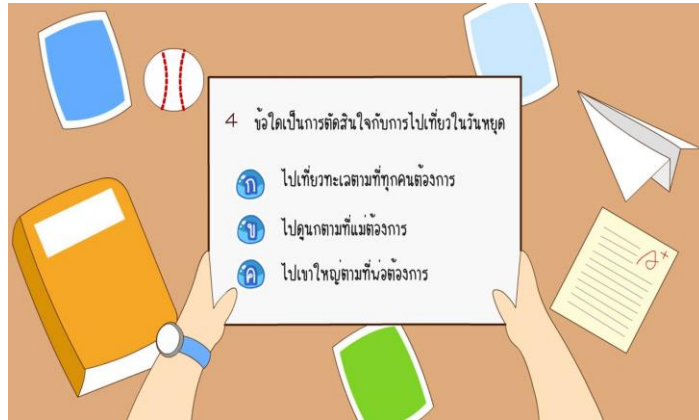 4 ข้อใดเป็นการตัดสินใจกับการไปเที่ยวในวันหยุด
ก ไปเที่ยวทะเลตามที่ทุกคนต้องการ
ข ไปดูนกตามที่แม่ต้องการ
ค ไปเขาใหญ่ตามที่พ่อต้องการ
A+